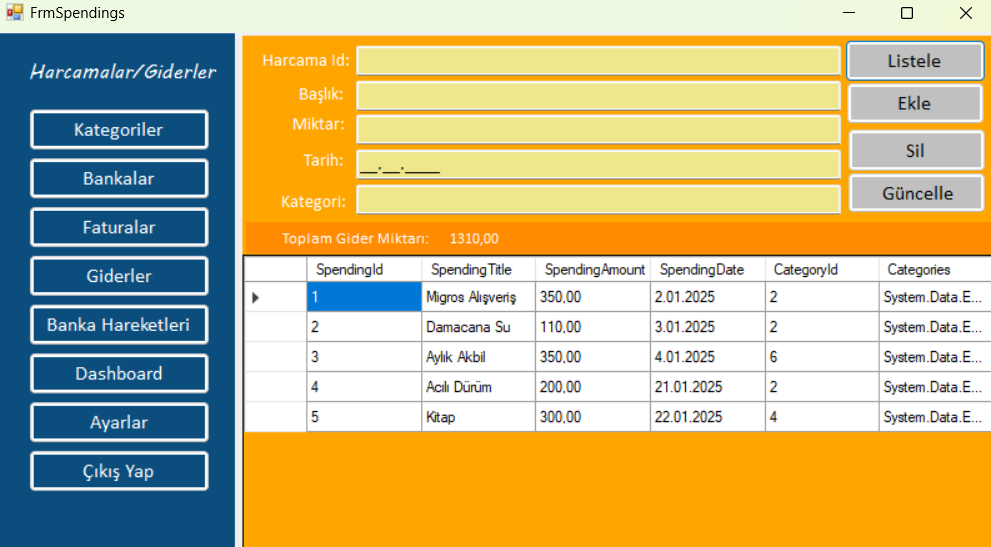 FrmSpendings
Harcamalar/Giderler
Kategoriler
Bankalar
Faturalar
Giderler
Banka Hareketleri
Dashboard
Ayarlar
Çıkış Yap
Harcama Id:
Başlık:
Miktar:
Tarih: __.__.____
Kategori:
Listele
Ekle
Sil
Güncelle
Toplam Gider Miktarı: 1310,00
SpendingId SpendingTitle SpendingAmount SpendingDate CategoryId Categories
1 Migros Alışveriş 350,00 2.01.2025 2 System.Data.E...
2 Damacana Su 110,00 3.01.2025 2 System.Data.E...
3 Aylık Akbil 350,00 4.01.2025 6 System.Data.E...
4 Acılı Dürüm 200,00 21.01.2025 2 System.Data.E...
5 Kitap 300,00 22.01.2025 4 System.Data.E...